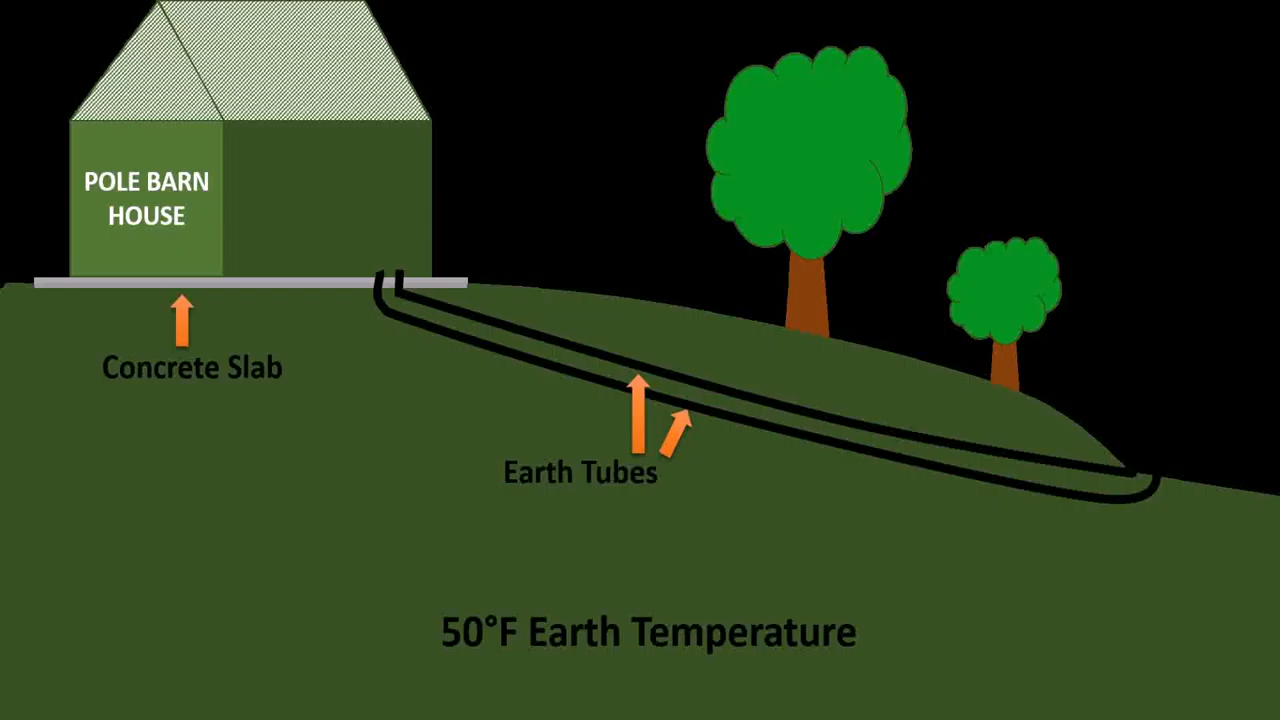 POLE BARN
HOUSE
Concrete Slab
Earth Tubes
50°F Earth Temperature